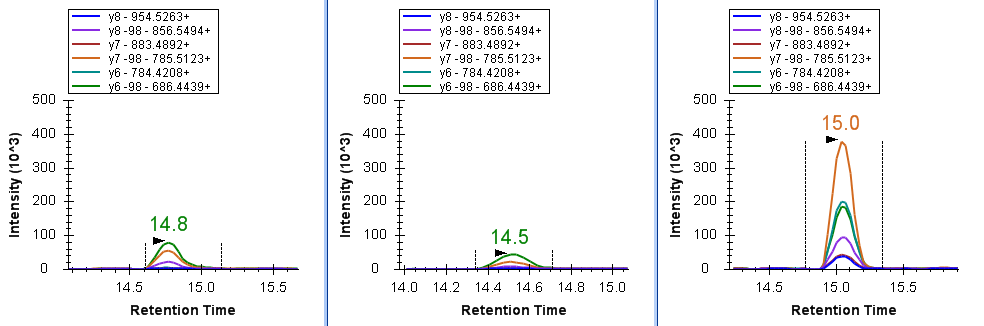 y8 - 954.5263+
y8 -98 - 856.5494+
y7 - 883.4892+
y7 -98 - 785.5123+
y6 - 784.4208+
y6 -98 - 686.4439+
500
400
300
200
100
0
Intensity (10^3)
14.8
14.5 15.0 15.5
Retention Time
y8 - 954.5263+
y8 -98 - 856.5494+
y7 - 883.4892+
y7 -98 - 785.5123+
y6 - 784.4208+
y6 -98 - 686.4439+
500
400
300
200
100
0
Intensity (10^3)
14.5
14.0 14.2 14.4 14.6 14.8 15.0
Retention Time
y8 - 954.5263+
y8 -98 - 856.5494+
y7 - 883.4892+
y7 -98 - 785.5123+
y6 - 784.4208+
y6 -98 - 686.4439+
500
400
300
200
100
0
Intensity (10^3)
15.0
14.5 15.0 15.5
Retention Time